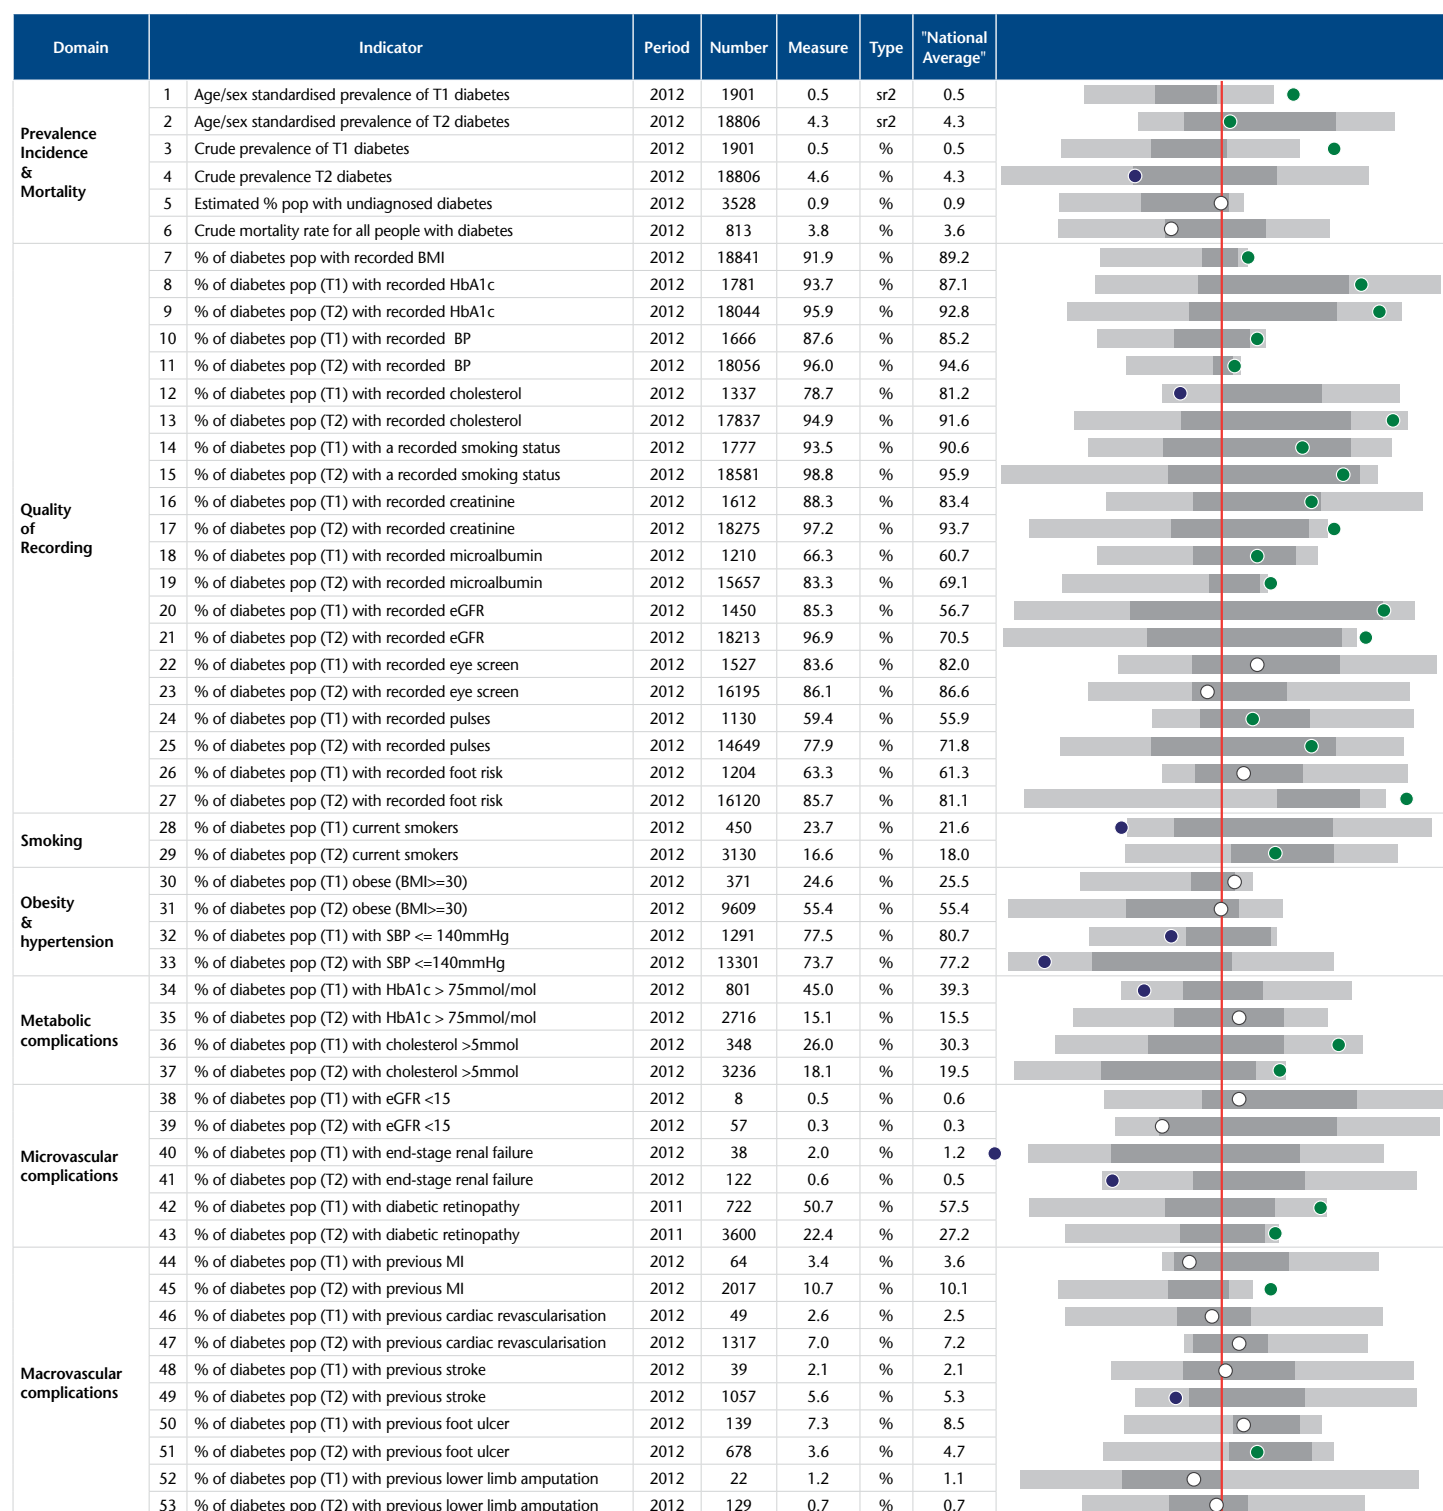 Domain Indicator Period Number Measure Type "National Average"
Prevalence Incidence & Mortality
1 Age/sex standardised prevalence of T1 diabetes 2012 1901 0.5 sr2 0.5
2 Age/sex standardised prevalence of T2 diabetes 2012 18806 4.3 sr2 4.3
3 Crude prevalence of T1 diabetes 2012 1901 0.5 % 0.5
4 Crude prevalence T2 diabetes 2012 18806 4.6 % 4.3
5 Estimated % pop with undiagnosed diabetes 2012 3528 0.9 % 0.9
6 Crude mortality rate for all people with diabetes 2012 813 3.8 % 3.6
Quality of Recording
7 % of diabetes pop with recorded BMI 2012 18841 91.9 % 89.2
8 % of diabetes pop (T1) with recorded HbA1c 2012 1781 93.7 % 87.1
9 % of diabetes pop (T2) with recorded HbA1c 2012 18044 95.9 % 92.8
10 % of diabetes pop (T1) with recorded BP 2012 1666 87.6 % 85.2
11 % of diabetes pop (T2) with recorded BP 2012 18056 96.0 % 94.6
12 % of diabetes pop (T1) with recorded cholesterol 2012 1337 78.7 % 81.2
13 % of diabetes pop (T2) with recorded cholesterol 2012 17837 94.9 % 91.6
14 % of diabetes pop (T1) with a recorded smoking status 2012 1777 93.5 % 90.6
15 % of diabetes pop (T2) with a recorded smoking status 2012 18581 98.8 % 95.9
16 % of diabetes pop (T1) with recorded creatinine 2012 1612 88.3 % 83.4
17 % of diabetes pop (T2) with recorded creatinine 2012 18275 97.2 % 93.7
18 % of diabetes pop (T1) with recorded microalbumin 2012 1210 66.3 % 60.7
19 % of diabetes pop (T2) with recorded microalbumin 2012 15657 83.3 % 69.1
20 % of diabetes pop (T1) with recorded eGFR 2012 1450 85.3 % 56.7
21 % of diabetes pop (T2) with recorded eGFR 2012 18213 96.9 % 70.5
22 % of diabetes pop (T1) with recorded eye screen 2012 1527 83.6 % 82.0
23 % of diabetes pop (T2) with recorded eye screen 2012 16195 86.1 % 86.6
24 % of diabetes pop (T1) with recorded pulses 2012 1130 59.4 % 55.9
25 % of diabetes pop (T2) with recorded pulses 2012 14649 77.9 % 71.8
26 % of diabetes pop (T1) with recorded foot risk 2012 1204 63.3 % 61.3
27 % of diabetes pop (T2) with recorded foot risk 2012 16120 85.7 % 81.1
Smoking
28 % of diabetes pop (T1) current smokers 2012 450 23.7 % 21.6
29 % of diabetes pop (T2) current smokers 2012 3130 16.6 % 18.0
Obesity & hypertension
30 % of diabetes pop (T1) obese (BMI>=30) 2012 371 24.6 % 25.5
31 % of diabetes pop (T2) obese (BMI>=30) 2012 9609 55.4 % 55.4
32 % of diabetes pop (T1) with SBP <= 140mmHg 2012 1291 77.5 % 80.7
33 % of diabetes pop (T2) with SBP <=140mmHg 2012 13301 73.7 % 77.2
Metabolic complications
34 % of diabetes pop (T1) with HbA1c > 75mmol/mol 2012 801 45.0 % 39.3
35 % of diabetes pop (T2) with HbA1c > 75mmol/mol 2012 2716 15.1 % 15.5
36 % of diabetes pop (T1) with cholesterol >5mmol 2012 348 26.0 % 30.3
37 % of diabetes pop (T2) with cholesterol >5mmol 2012 3236 18.1 % 19.5
Microvascular complications
38 % of diabetes pop (T1) with eGFR <15 2012 8 0.5 % 0.6
39 % of diabetes pop (T2) with eGFR <15 2012 57 0.3 % 0.3
40 % of diabetes pop (T1) with end-stage renal failure 2012 38 2.0 % 1.2
41 % of diabetes pop (T2) with end-stage renal failure 2012 122 0.6 % 0.5
42 % of diabetes pop (T1) with diabetic retinopathy 2011 722 50.7 % 57.5
43 % of diabetes pop (T2) with diabetic retinopathy 2011 3600 22.4 % 27.2
Macrovascular complications
44 % of diabetes pop (T1) with previous MI 2012 64 3.4 % 3.6
45 % of diabetes pop (T2) with previous MI 2012 2017 10.7 % 10.1
46 % of diabetes pop (T1) with previous cardiac revascularisation 2012 49 2.6 % 2.5
47 % of diabetes pop (T2) with previous cardiac revascularisation 2012 1317 7.0 % 7.2
48 % of diabetes pop (T1) with previous stroke 2012 39 2.1 % 2.1
49 % of diabetes pop (T2) with previous stroke 2012 1057 5.6 % 5.3
50 % of diabetes pop (T1) with previous foot ulcer 2012 139 7.3 % 8.5
51 % of diabetes pop (T2) with previous foot ulcer 2012 678 3.6 % 4.7
52 % of diabetes pop (T1) with previous lower limb amputation 2012 22 1.2 % 1.1
53 % of diabetes pop (T2) with previous lower limb amputation 2012 129 0.7 % 0.7